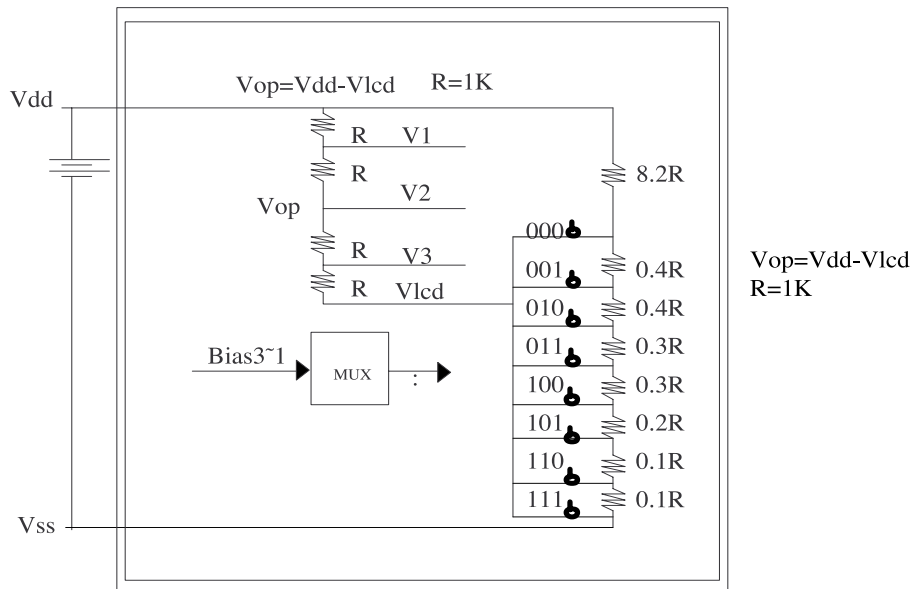 Vop=Vdd-Vlcd R=1K
Vdd
R V1
R
8.2R
Vop
V2
000
R V3
001
0.4R
Vop=Vdd-Vlcd
R=1K
R Vlcd
010
0.4R
011
0.3R
Bias3~1
MUX
:
100
0.3R
101
0.2R
110
0.1R
111
0.1R
Vss